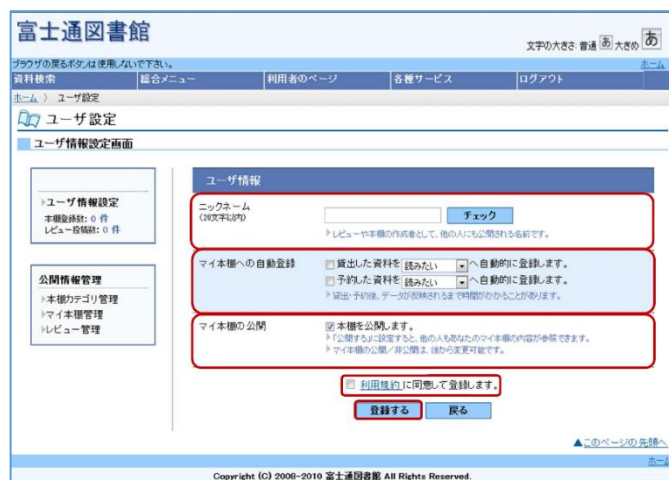 富士通図書館
文字の大きさ: 普通 あ 大きめ あ
ブラウザの戻るボタンは使用しないで下さい。 ホーム
資料検索 総合メニュー 利用者のページ 各種サービス ログアウト
ホーム 〉 ユーザ設定
ユーザ設定
ユーザ情報設定画面
ユーザ情報設定
本棚登録数: 0 件
レビュー投稿数: 0 件
公開情報管理
本棚カテゴリ管理
マイ本棚管理
レビュー管理
ユーザ情報
ニックネーム
(20文字以内)
チェック
レビューや本棚の作成者として、他の人にも公開される名前です。
マイ本棚への自動登録
貸出した資料を 読みたい へ自動的に登録します。
予約した資料を 読みたい へ自動的に登録します。
貸出・予約後、データが反映されるまで時間がかかることがあります。
マイ本棚の公開
本棚を公開します。
「公開する」に設定すると、他の人もあなたのマイ本棚の内容が参照できます。
マイ本棚の公開/非公開は、後から変更可能です。
利用規約 に同意して登録します。
登録する 戻る
▲このページの先頭へ
ホーム
Copyright (C) 2008-2010 富士通図書館 All Rights Reserved.